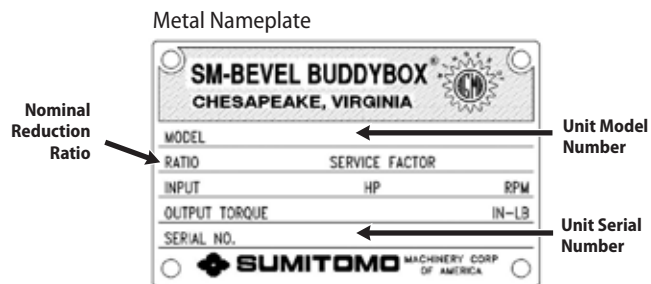 Metal Nameplate
SM-BEVEL BUDDYBOX®
CHESAPEAKE, VIRGINIA
Nominal
Reduction
Ratio
MODEL
Unit Model
Number
RATIO SERVICE FACTOR
INPUT HP RPM
OUTPUT TORQUE IN-LB
SERIAL NO.
Unit Serial
Number
SUMITOMO MACHINERY CORP
OF AMERICA